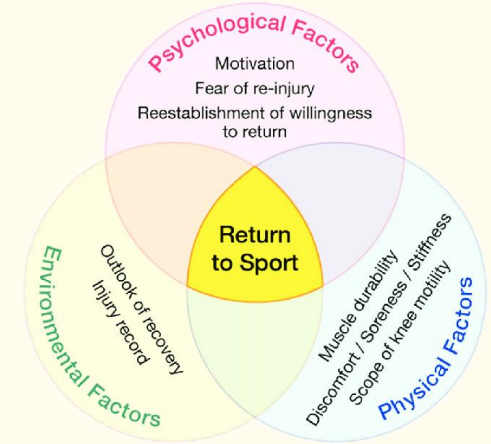 Psychological Factors
Motivation
Fear of re-injury
Reestablishment of willingness
to return
Return
to Sport
Environmental Factors
Outlook of recovery
Injury record
Muscle durability
Discomfort / Soreness / Stiffness
Scope of knee motility
Physical Factors